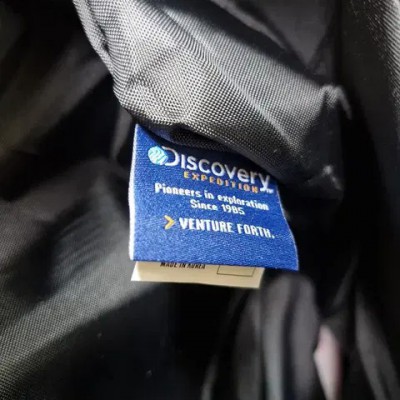 Discovery
EXPEDITION
Pioneers in exploration
Since 1985
> VENTURE FORTH.
MADE IN KOREA